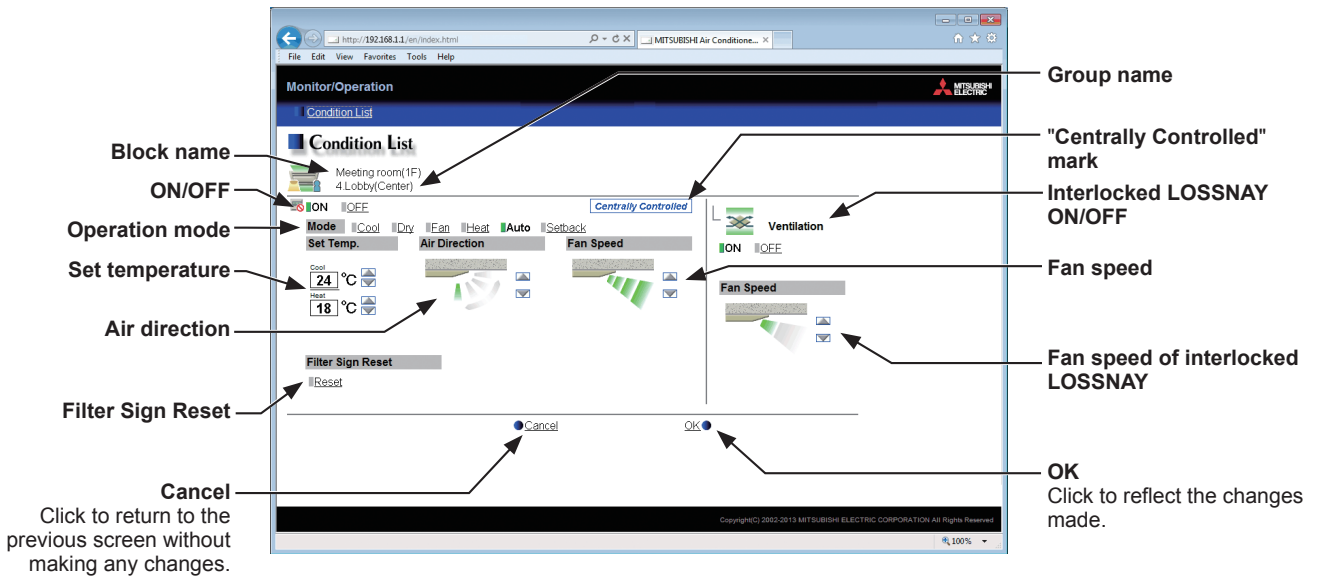 http://192.168.1.1/en/index.html
MITSUBISHI Air Conditione... ×
File Edit View Favorites Tools Help
Monitor/Operation
MITSUBISHI
ELECTRIC
Condition List
Condition List
Meeting room(1F)
4.Lobby(Center)
ON OFF
Centrally Controlled
Mode Cool Dry Fan Heat Auto Setback
Set Temp. Air Direction Fan Speed
Cool
24 °C
Heat
18 °C
Filter Sign Reset
Reset
Ventilation
ON OFF
Fan Speed
Cancel OK
Copyright(C) 2002-2013 MITSUBISHI ELECTRIC CORPORATION All Rights Reserved
100%
Block name
ON/OFF
Operation mode
Set temperature
Air direction
Filter Sign Reset
Cancel
Click to return to the
previous screen without
making any changes.
Group name
"Centrally Controlled"
mark
Interlocked LOSSNAY
ON/OFF
Fan speed
Fan speed of interlocked
LOSSNAY
OK
Click to reflect the changes
made.